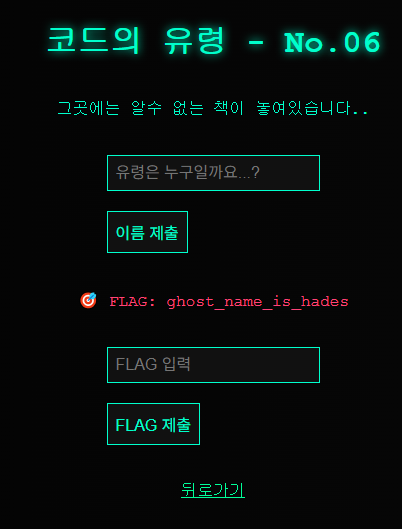 코드의 유령 - No.06
그곳에는 알수 없는 책이 놓여있습니다..
유령은 누구일까요...?
이름 제출
🎯 FLAG: ghost_name_is_hades
FLAG 입력
FLAG 제출
뒤로가기